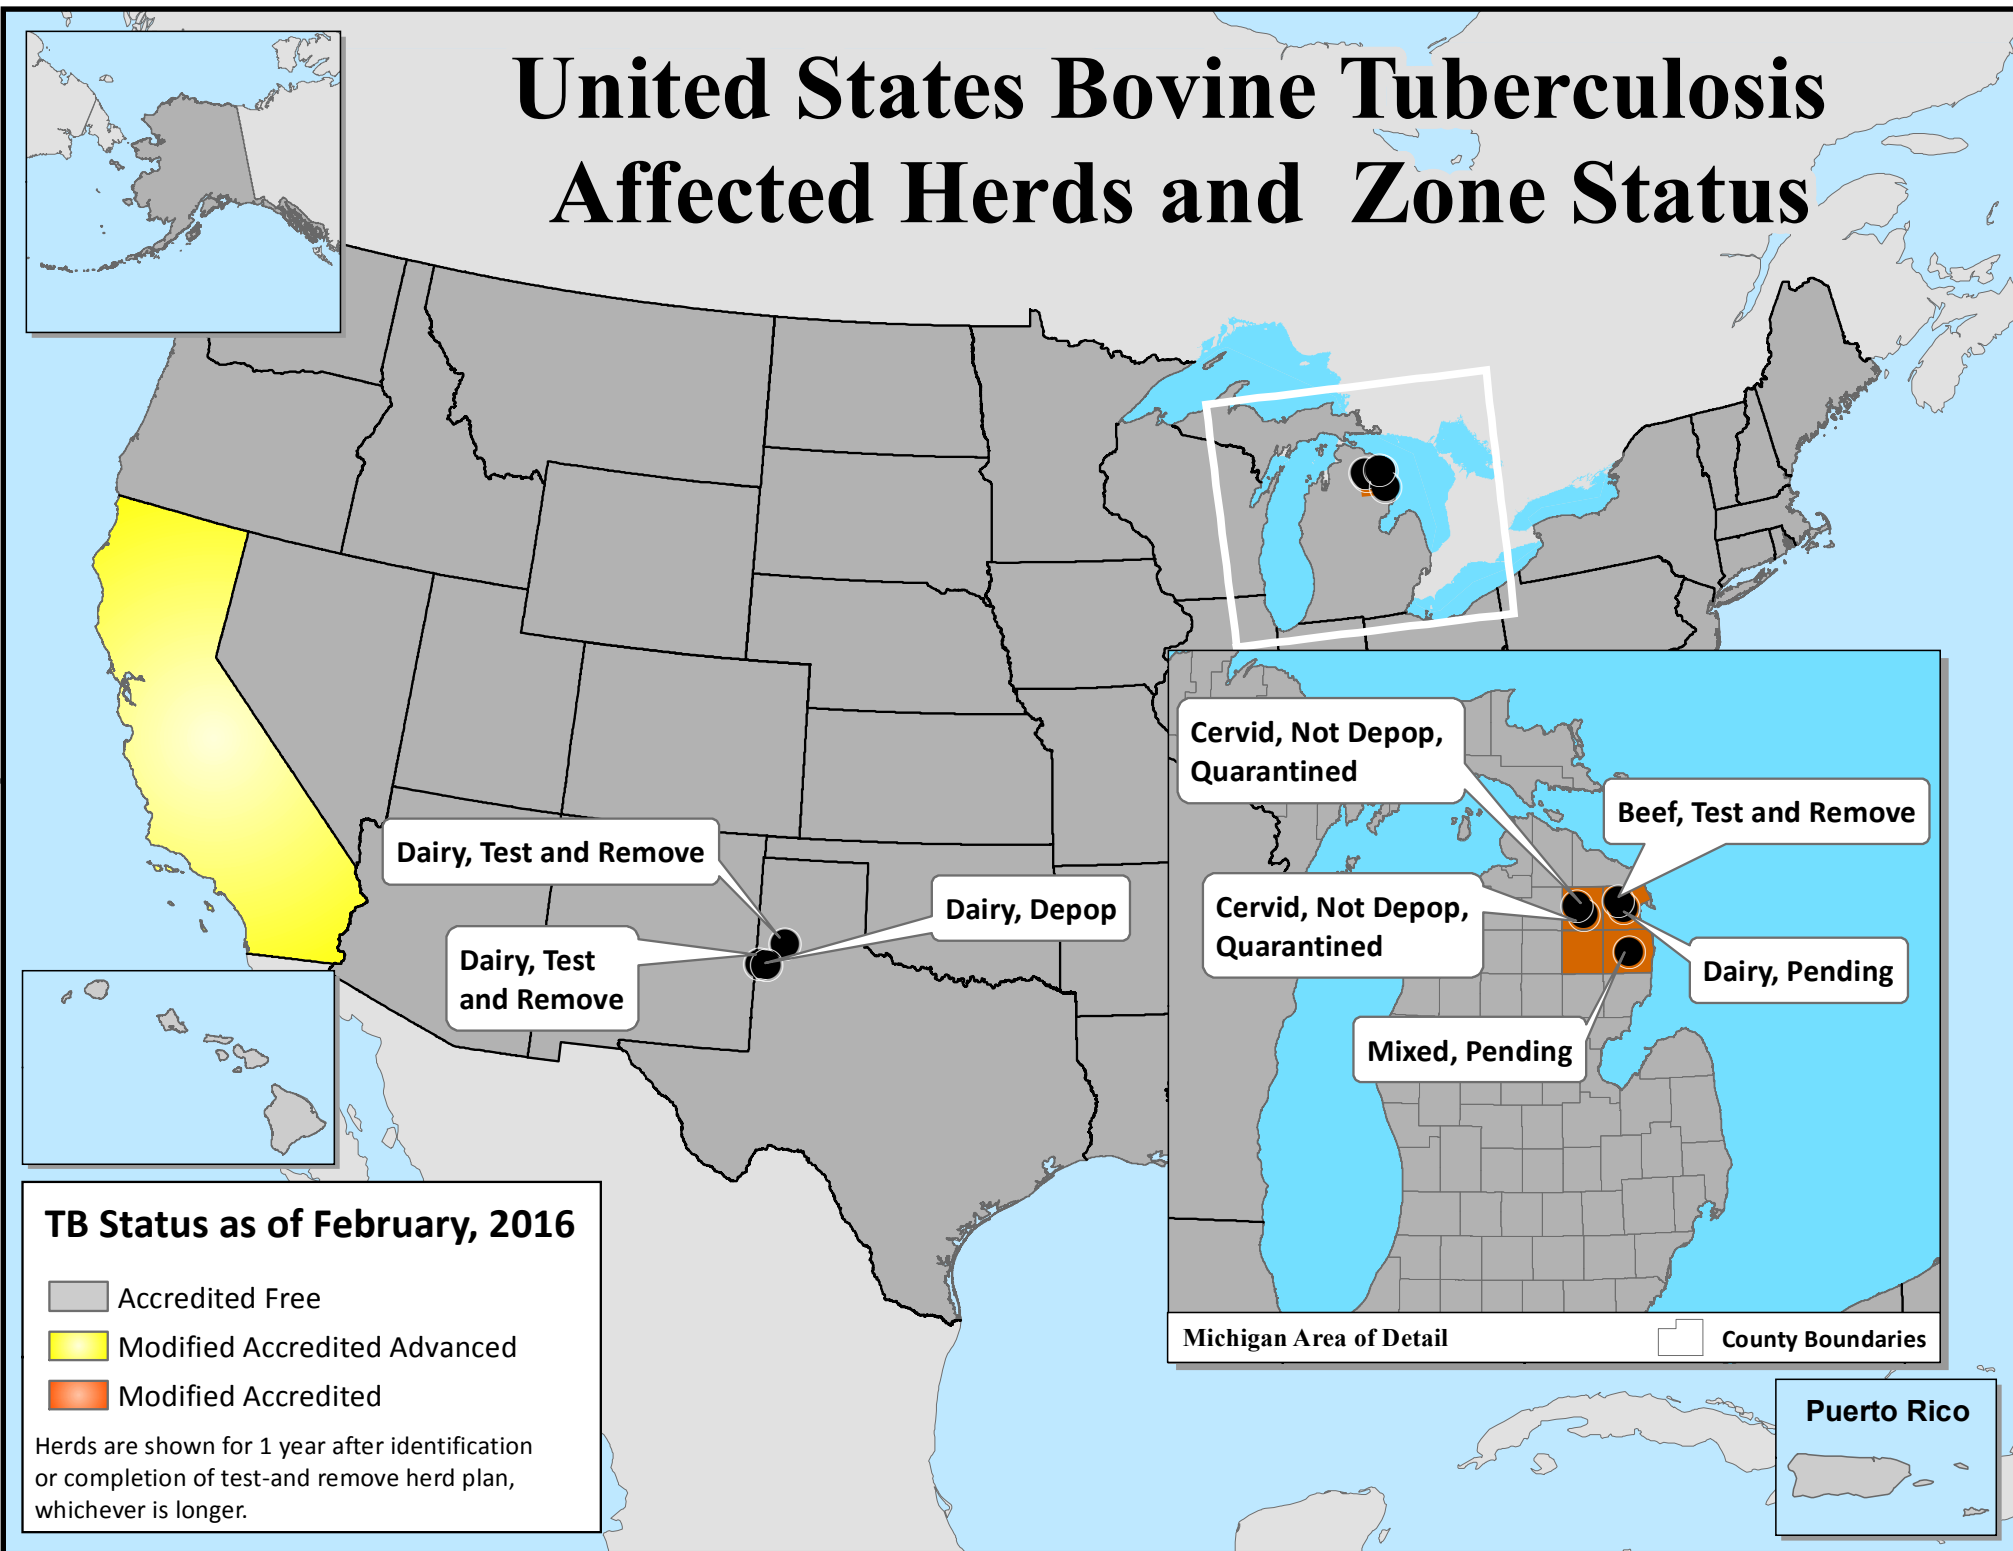 United States Bovine Tuberculosis
Affected Herds and Zone Status
Cervid, Not Depop,
Quarantined
Beef, Test and Remove
Dairy, Test and Remove
Dairy, Depop
Cervid, Not Depop,
Quarantined
Dairy, Test
and Remove
Dairy, Pending
Mixed, Pending
TB Status as of February, 2016
Accredited Free
Modified Accredited Advanced
Modified Accredited
Herds are shown for 1 year after identification
or completion of test-and remove herd plan,
whichever is longer.
Michigan Area of Detail
County Boundaries
Puerto Rico